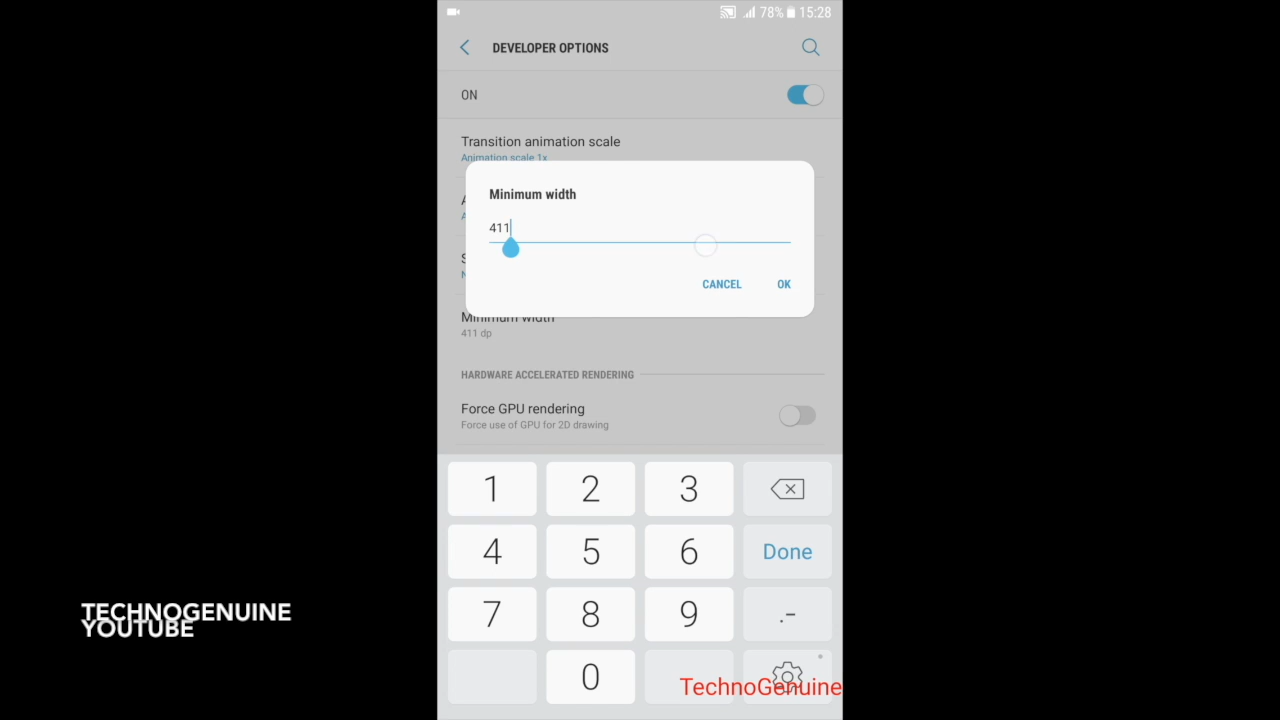 78% 15:28
DEVELOPER OPTIONS
ON
Transition animation scale
Animation scale 1x
Minimum width
411
CANCEL OK
Minimum width
411 dp
HARDWARE ACCELERATED RENDERING
Force GPU rendering
Force use of GPU for 2D drawing
1 2 3
4 5 6 Done
7 8 9 .-
0
TECHNOGENUINE
YOUTUBE
TechnoGenuine